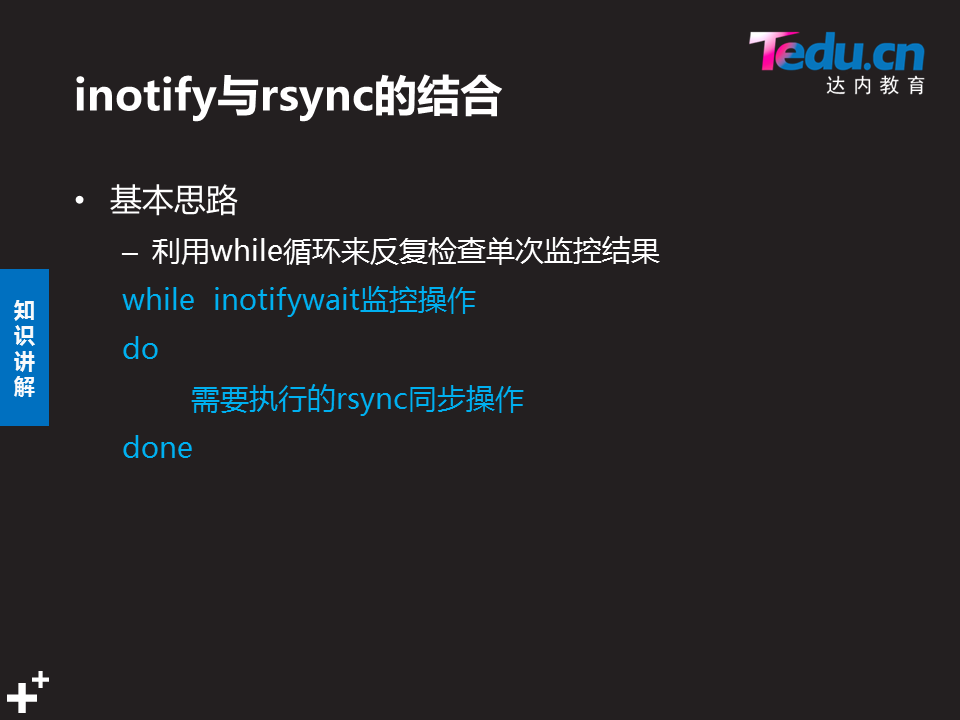 Tedu.cn
达内教育
inotify与rsync的结合
• 基本思路
– 利用while循环来反复检查单次监控结果
while inotifywait监控操作
do
需要执行的rsync同步操作
done
知识讲解